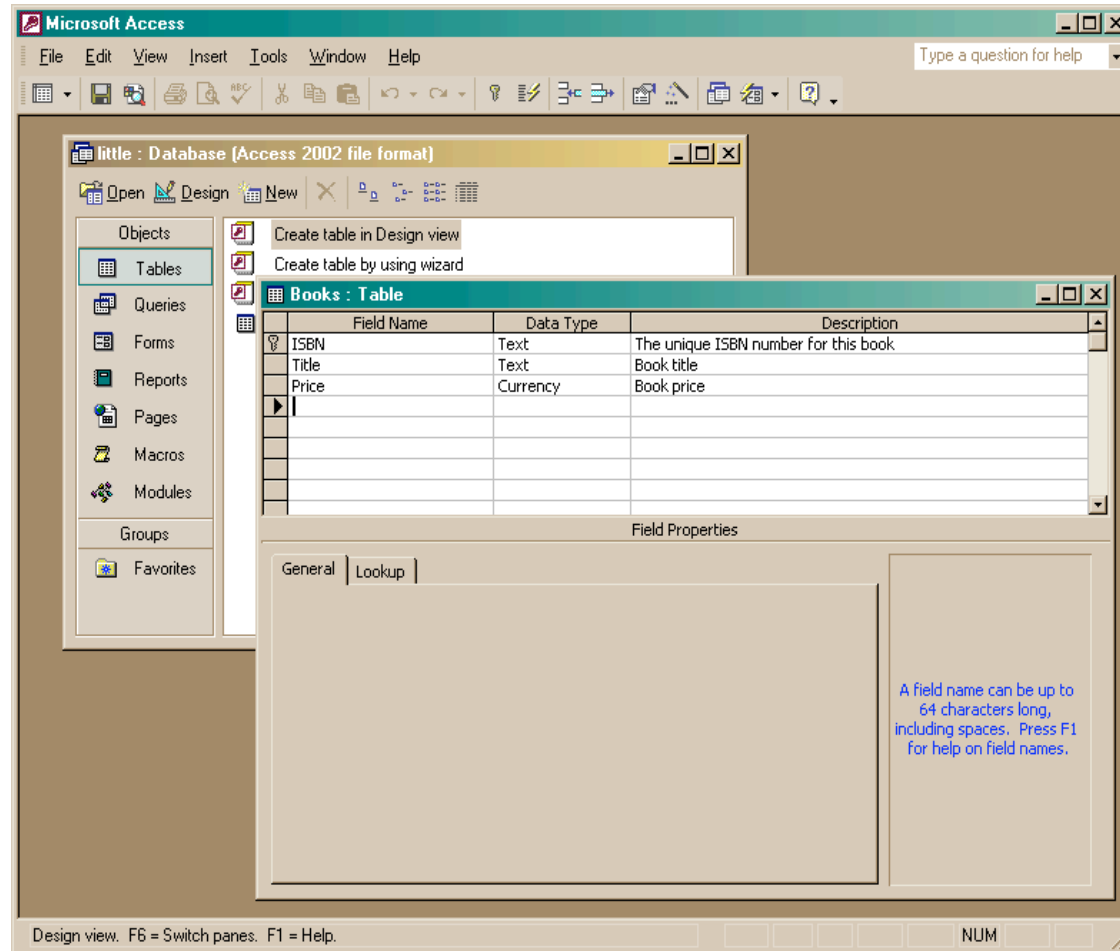 Microsoft Access
File Edit View Insert Tools Window Help
Type a question for help
ABC
little : Database (Access 2002 file format)
Open Design New
Objects
Tables
Queries
Forms
Reports
Pages
Macros
Modules
Groups
Favorites
Create table in Design view
Create table by using wizard
Books : Table
Field Name Data Type Description
ISBN Text The unique ISBN number for this book
Title Text Book title
Price Currency Book price
Field Properties
General Lookup
A field name can be up to
64 characters long,
including spaces. Press F1
for help on field names.
Design view. F6 = Switch panes. F1 = Help.
NUM